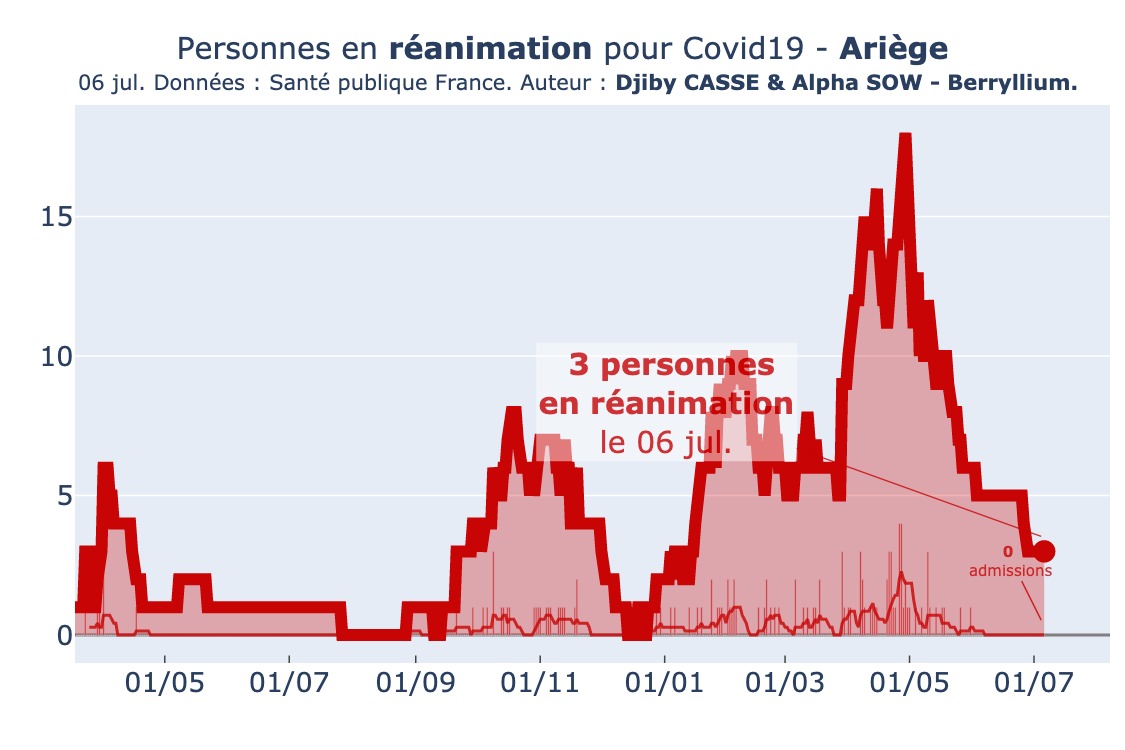 Personnes en réanimation pour Covid19 - Ariège
06 jul. Données : Santé publique France. Auteur : Djiby CASSE & Alpha SOW - Berryllium.
15
10
5
0
3 personnes
en réanimation
le 06 jul.
0
admissions
01/05
01/07
01/09
01/11
01/01
01/03
01/05
01/07